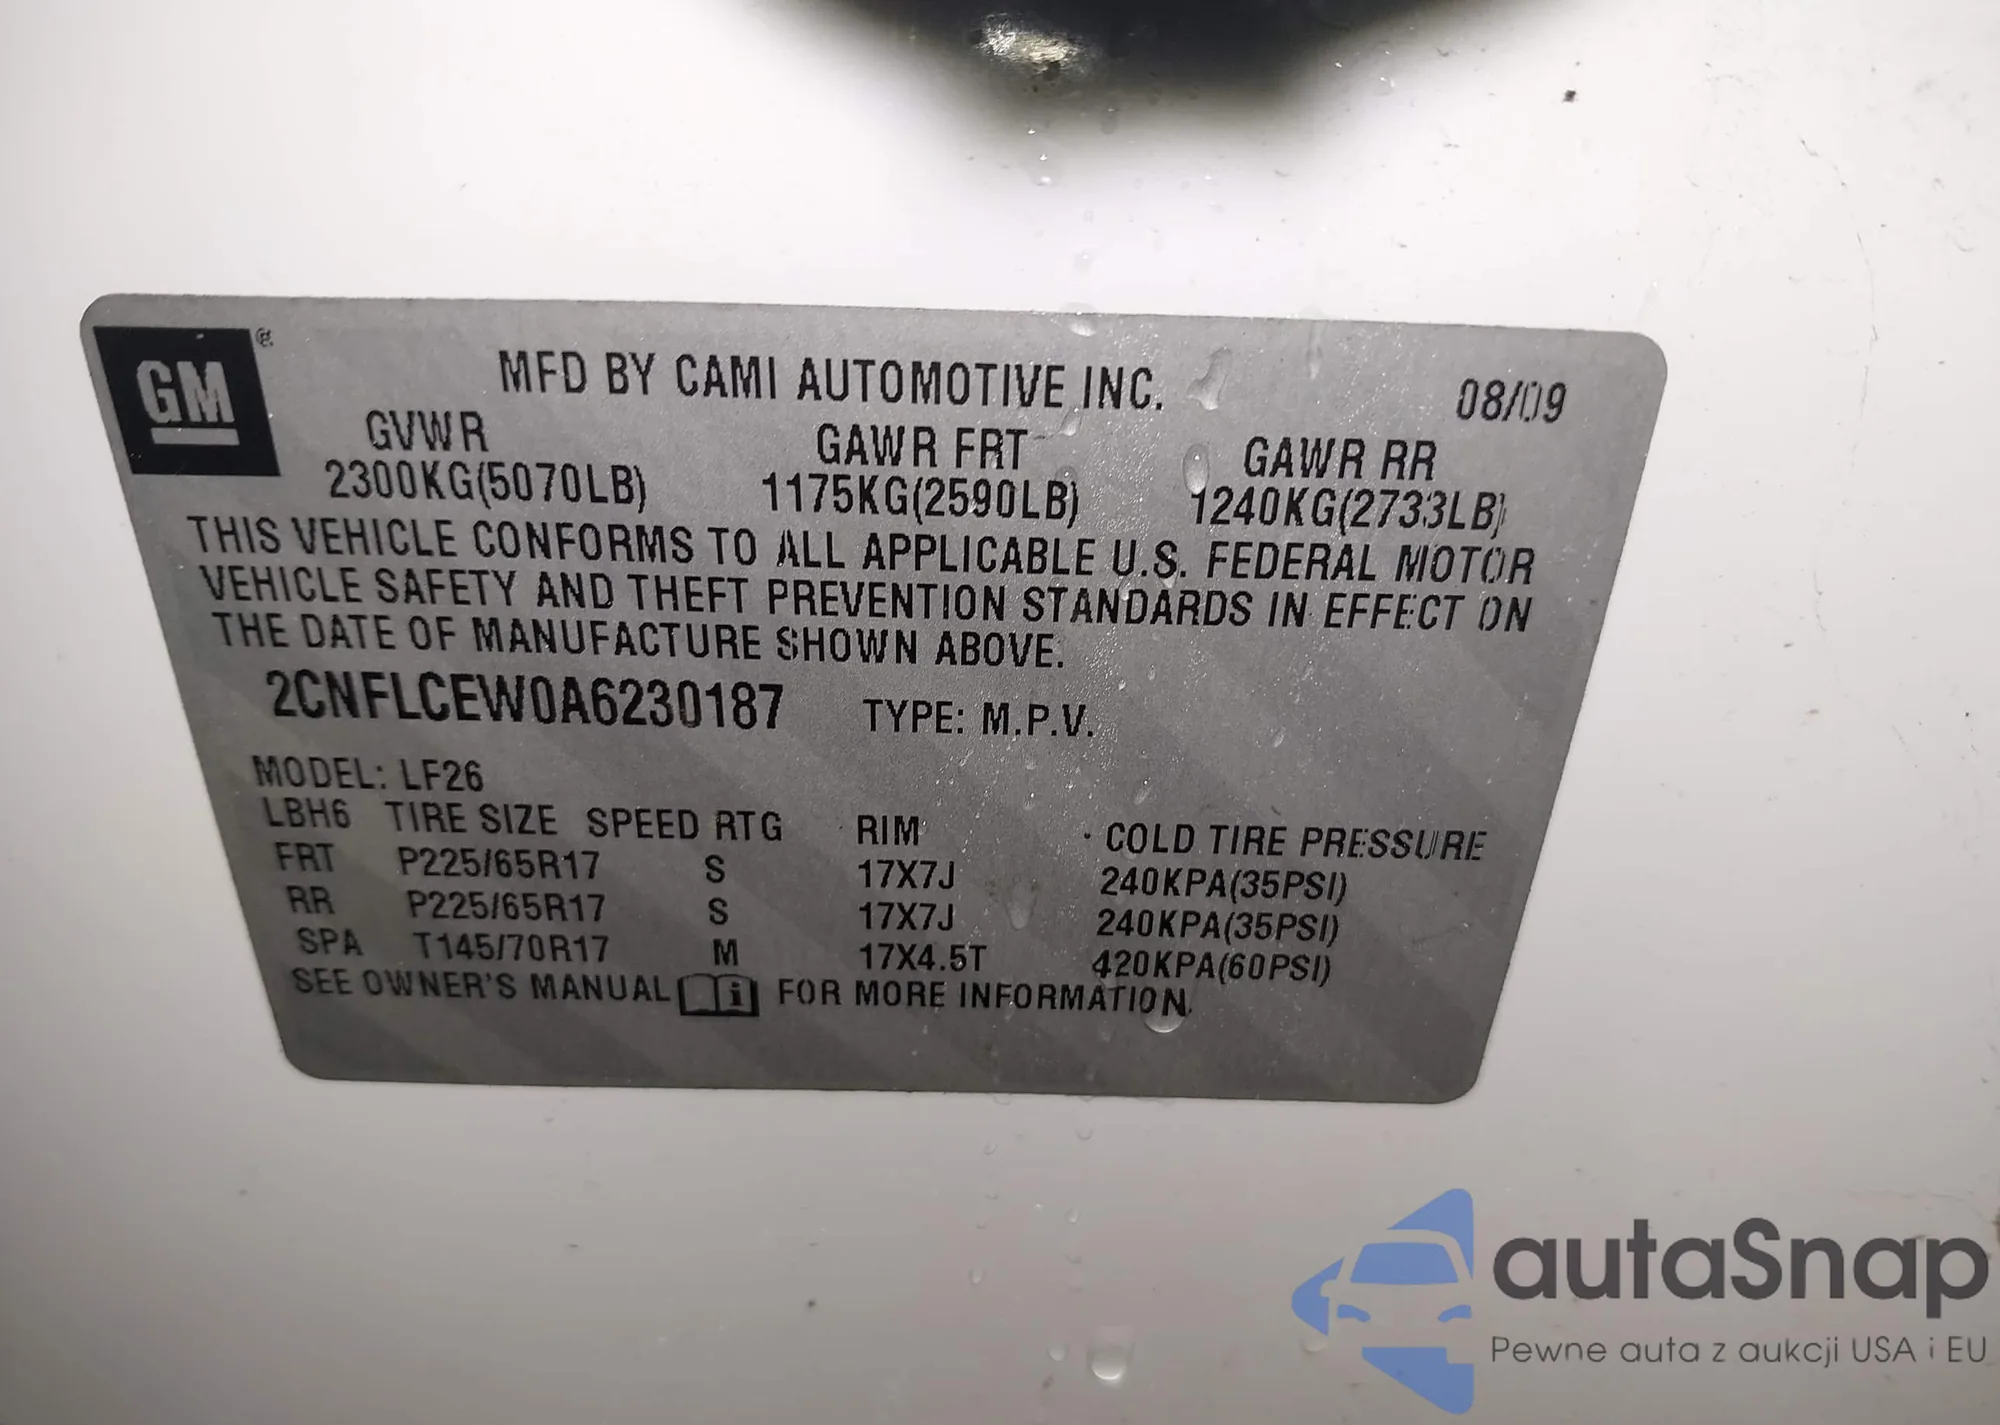 GM ®
MFD BY CAMI AUTOMOTIVE INC. 08/09
GVWR GAWR FRT GAWR RR
2300KG(5070LB) 1175KG(2590LB) 1240KG(2733LB)
THIS VEHICLE CONFORMS TO ALL APPLICABLE U.S. FEDERAL MOTOR
VEHICLE SAFETY AND THEFT PREVENTION STANDARDS IN EFFECT ON
THE DATE OF MANUFACTURE SHOWN ABOVE.
2CNFLCEW0A6230187 TYPE: M.P.V.
MODEL: LF26
LBH6 TIRE SIZE SPEED RTG RIM COLD TIRE PRESSURE
FRT P225/65R17 S 17X7J 240KPA(35PSI)
RR P225/65R17 S 17X7J 240KPA(35PSI)
SPA T145/70R17 M 17X4.5T 420KPA(60PSI)
SEE OWNER'S MANUAL FOR MORE INFORMATION.
autaSnap
Pewne auta z aukcji USA i EU